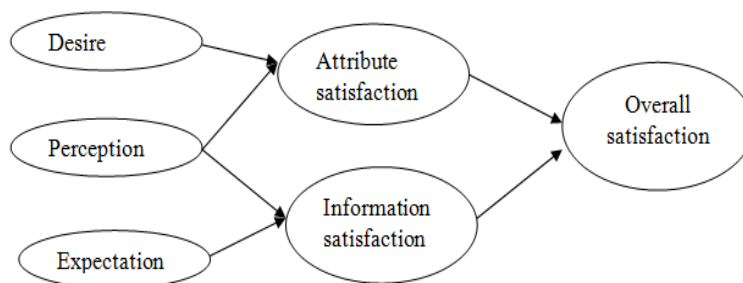 Desire
Perception
Expectation
Attribute
satisfaction
Information
satisfaction
Overall
satisfaction